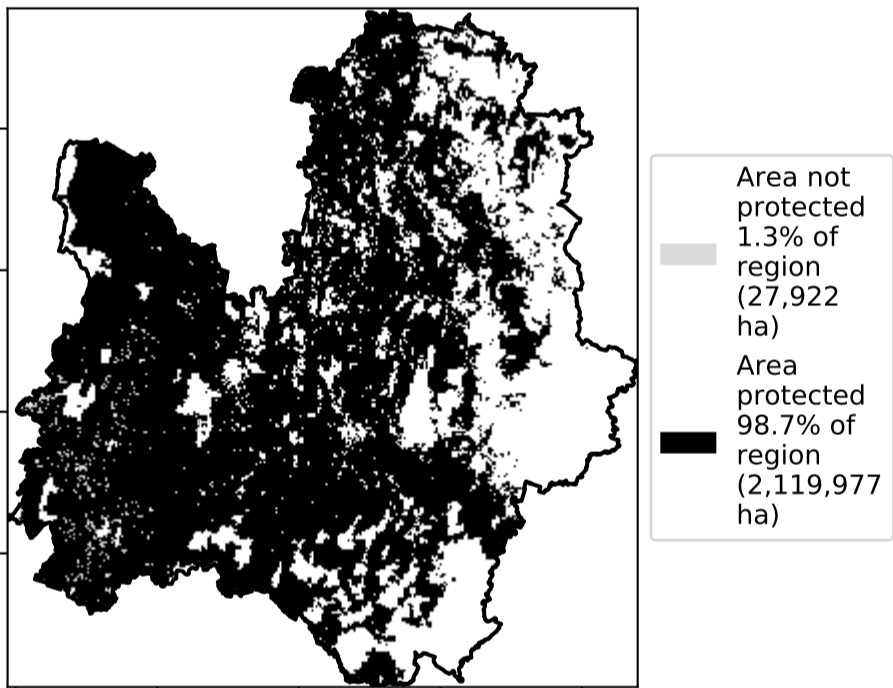 Area not
protected
1.3% of
region
(27,922
ha)
Area
protected
98.7% of
region
(2,119,977
ha)